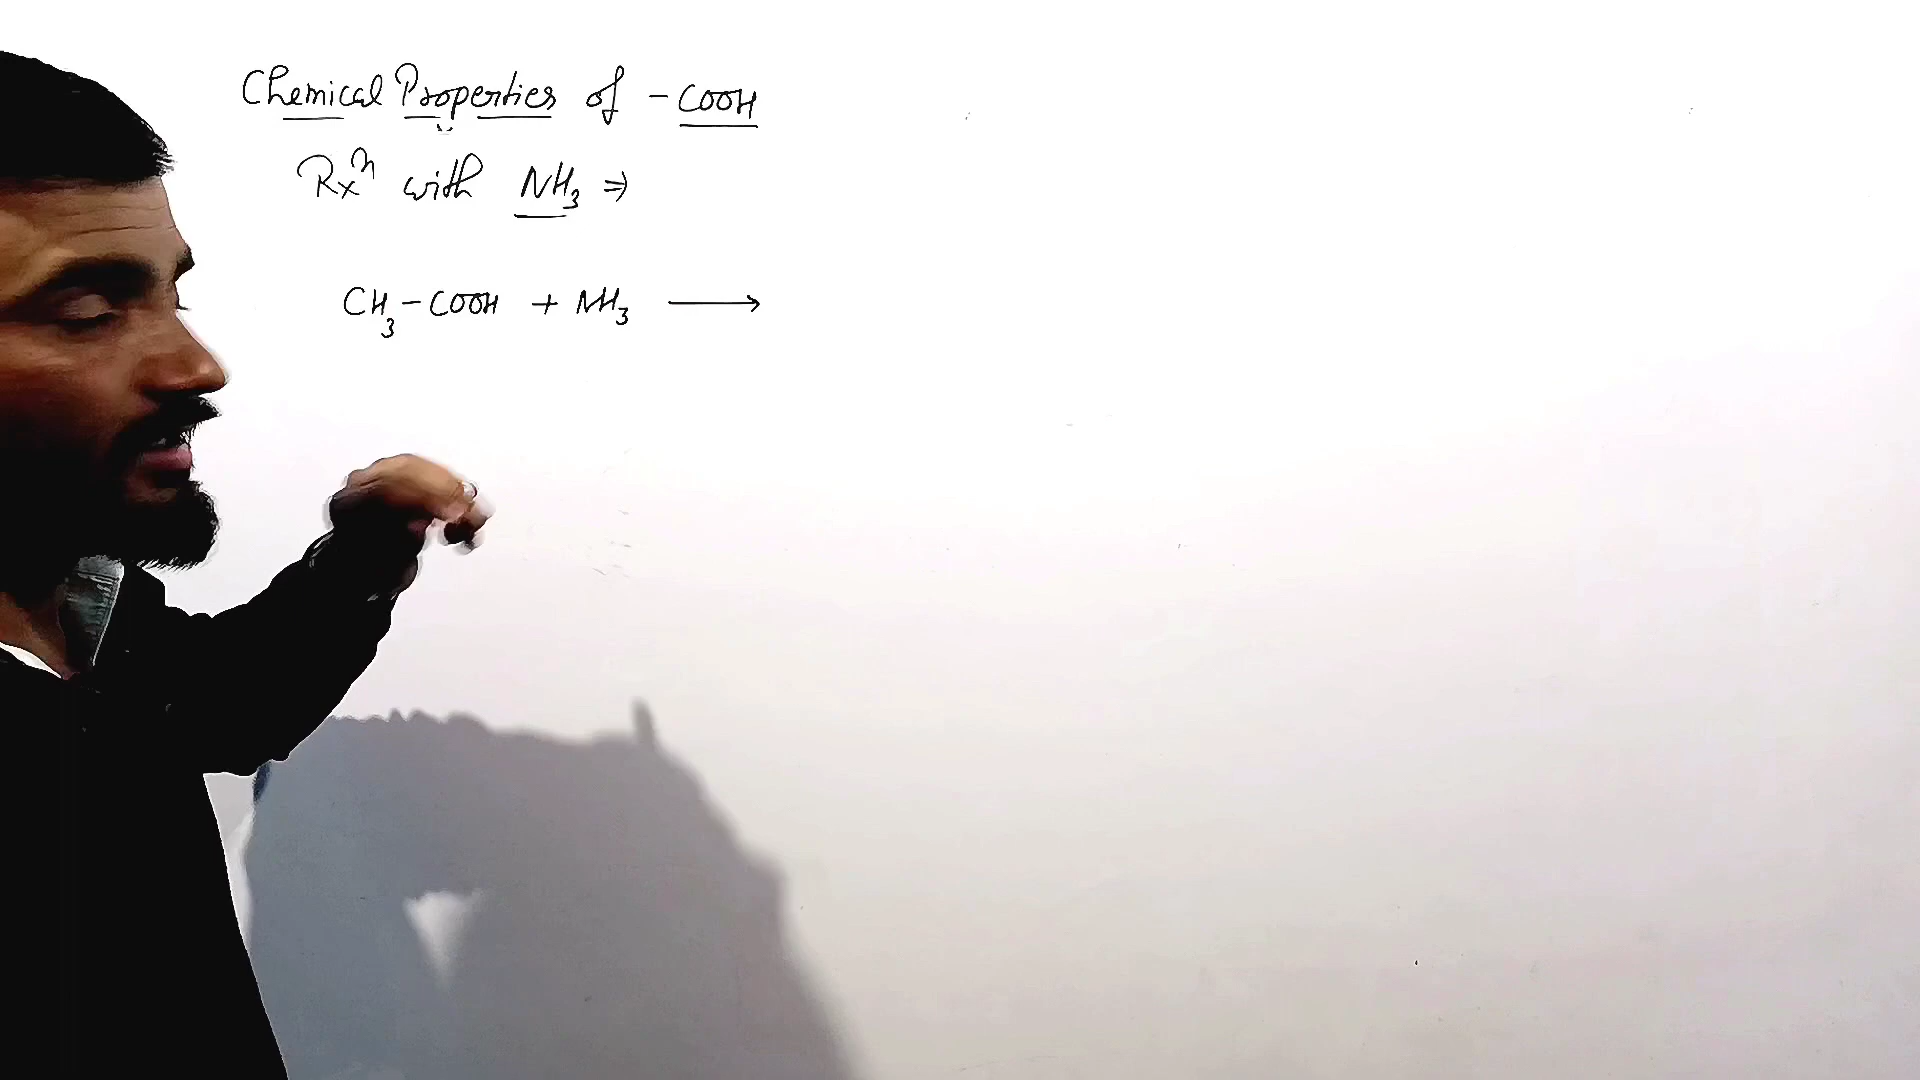 Chemical Properties of -COOH
Rxⁿ with NH₃ ⇒
CH₃-COOH + NH₃ ⟶